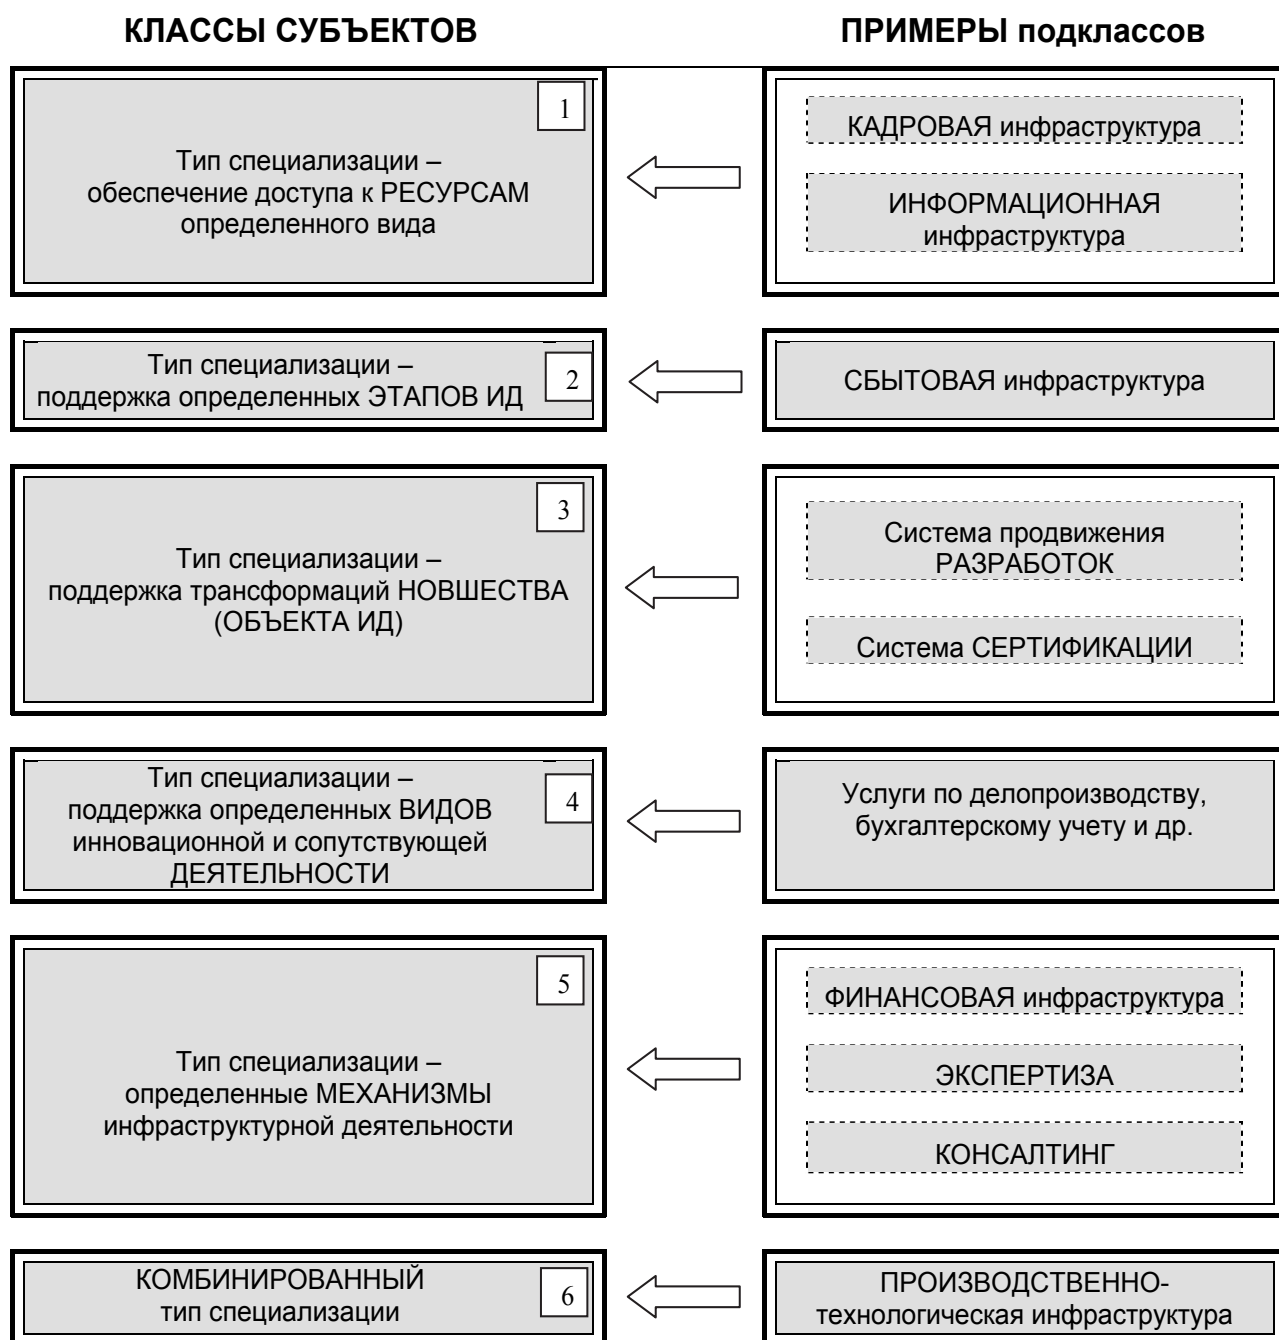 КЛАССЫ СУБЪЕКТОВ
ПРИМЕРЫ подклассов
1
Тип специализации –
обеспечение доступа к РЕСУРСАМ
определенного вида
КАДРОВАЯ инфраструктура
ИНФОРМАЦИОННАЯ
инфраструктура
Тип специализации –
поддержка определенных ЭТАПОВ ИД
2
СБЫТОВАЯ инфраструктура
3
Тип специализации –
поддержка трансформаций НОВШЕСТВА
(ОБЪЕКТА ИД)
Система продвижения
РАЗРАБОТОК
Система СЕРТИФИКАЦИИ
Тип специализации –
поддержка определенных ВИДОВ
инновационной и сопутствующей
ДЕЯТЕЛЬНОСТИ
4
Услуги по делопроизводству,
бухгалтерскому учету и др.
5
Тип специализации –
определенные МЕХАНИЗМЫ
инфраструктурной деятельности
ФИНАНСОВАЯ инфраструктура
ЭКСПЕРТИЗА
КОНСАЛТИНГ
КОМБИНИРОВАННЫЙ
тип специализации
6
ПРОИЗВОДСТВЕННО-
технологическая инфраструктура